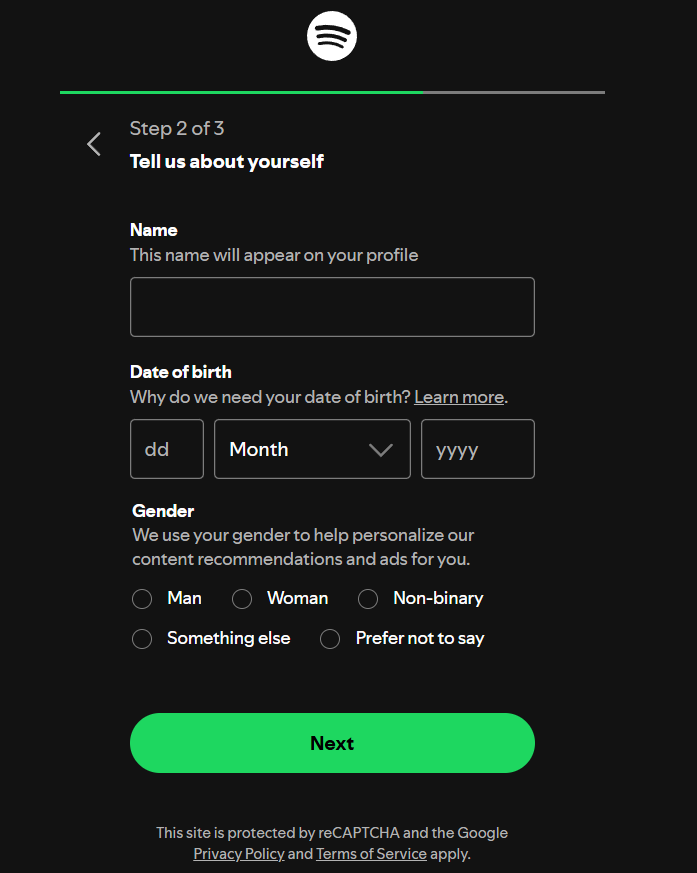 Step 2 of 3
Tell us about yourself
Name
This name will appear on your profile
Date of birth
Why do we need your date of birth? Learn more.
dd Month yyyy
Gender
We use your gender to help personalize our
content recommendations and ads for you.
Man Woman Non-binary
Something else Prefer not to say
Next
This site is protected by reCAPTCHA and the Google
Privacy Policy and Terms of Service apply.